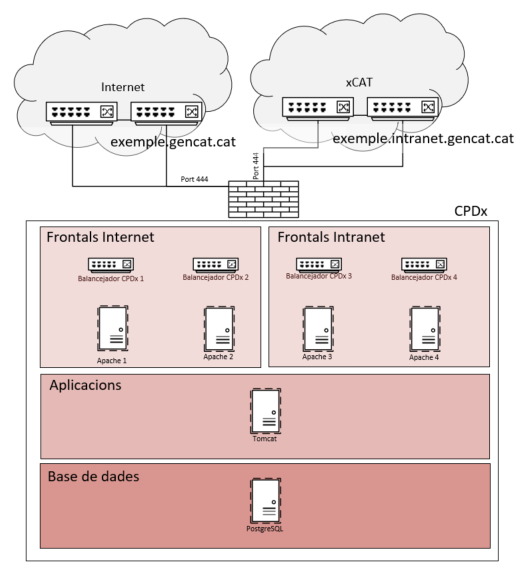 Internet
xCAT
exemple.gencat.cat
exemple.intranet.gencat.cat
Port 444
Port 444
CPDx
Frontals Internet
Frontals Intranet
Balancejador CPDx 1
Balancejador CPDx 2
Balancejador CPDx 3
Balancejador CPDx 4
Apache 1
Apache 2
Apache 3
Apache 4
Aplicacions
Tomcat
Base de dades
PostgreSQL